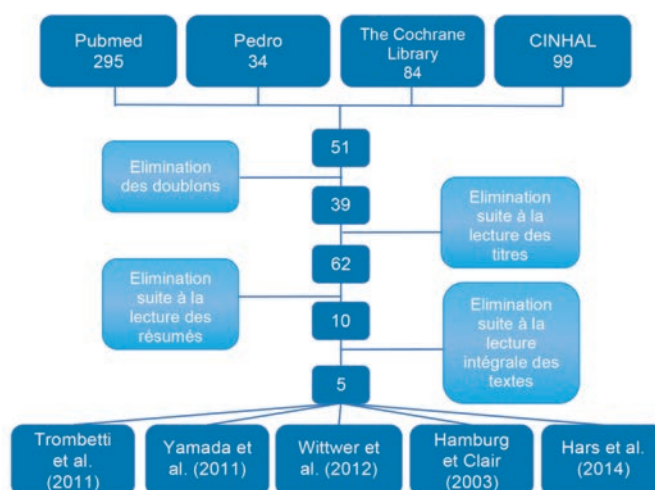 Pubmed
295
Pedro
34
The Cochrane
Library
84
CINHAL
99
51
Elimination
des doublons
39
Elimination
suite à la
lecture des
titres
62
Elimination
suite à la
lecture des
résumés
10
Elimination
suite à la
lecture
intégrale des
textes
5
Trombetti
et al.
(2011)
Yamada et
al. (2011)
Wittwer et
al. (2012)
Hamburg
et Clair
(2003)
Hars et al.
(2014)